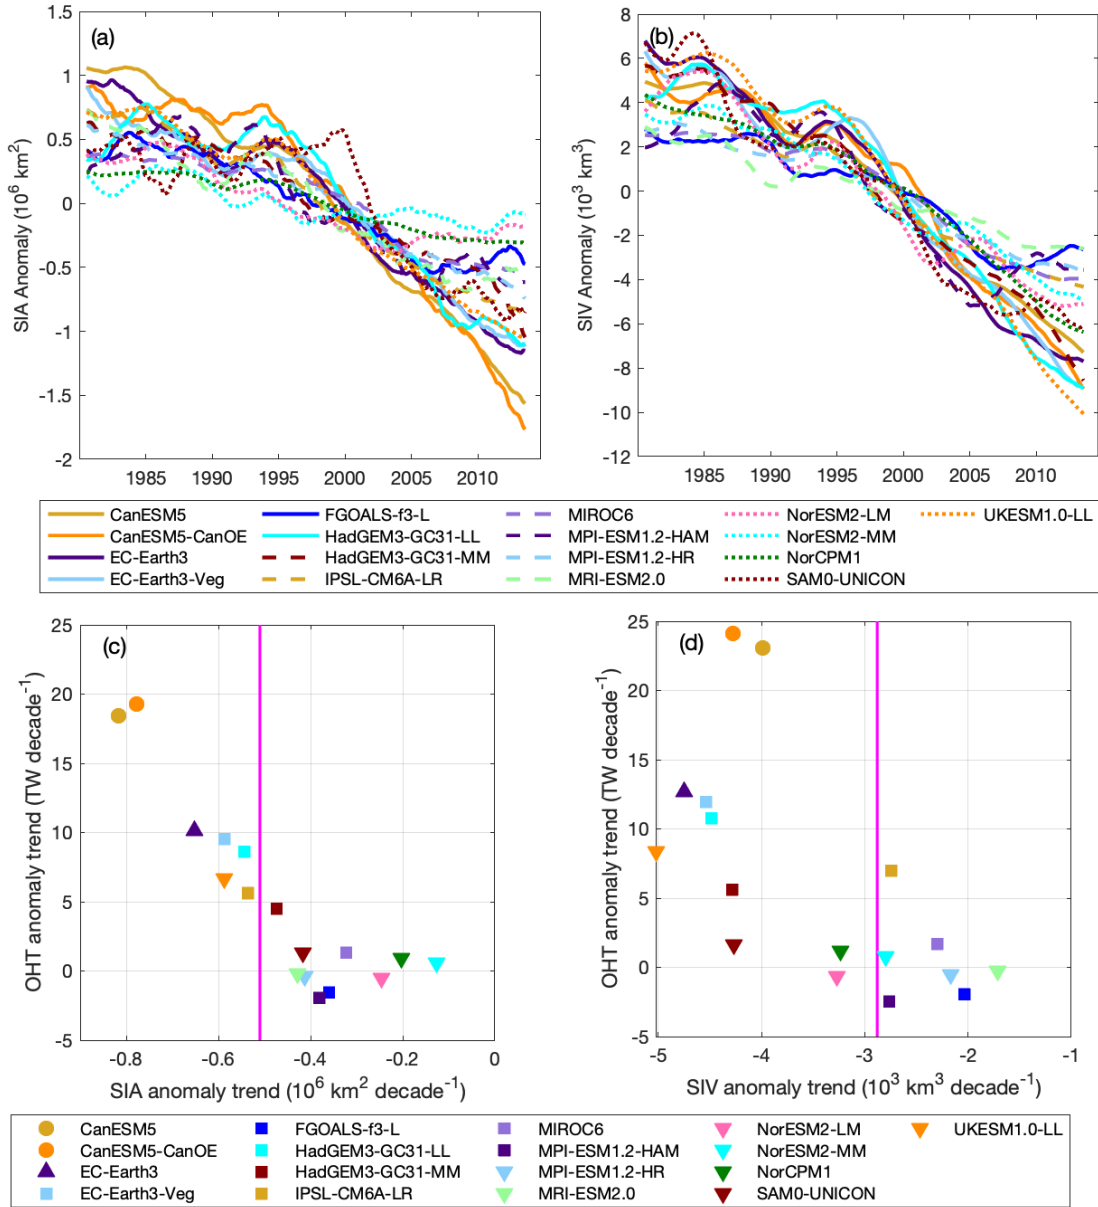 (a)
1.5
1
0.5
0
-0.5
-1
-1.5
-2
SIA Anomaly (10⁶ km²)
1985 1990 1995 2000 2005 2010
(b)
8
6
4
2
0
-2
-4
-6
-8
-10
-12
SIV Anomaly (10³ km³)
1985 1990 1995 2000 2005 2010
CanESM5 FGOALS-f3-L MIROC6 NorESM2-LM UKESM1.0-LL
CanESM5-CanOE HadGEM3-GC31-LL MPI-ESM1.2-HAM NorESM2-MM
EC-Earth3 HadGEM3-GC31-MM MPI-ESM1.2-HR NorCPM1
EC-Earth3-Veg IPSL-CM6A-LR MRI-ESM2.0 SAM0-UNICON
(c)
25
20
15
10
5
0
-5
OHT anomaly trend (TW decade⁻¹)
-0.8 -0.6 -0.4 -0.2 0
SIA anomaly trend (10⁶ km² decade⁻¹)
(d)
25
20
15
10
5
0
-5
OHT anomaly trend (TW decade⁻¹)
-5 -4 -3 -2 -1
SIV anomaly trend (10³ km³ decade⁻¹)
CanESM5 FGOALS-f3-L MIROC6 NorESM2-LM UKESM1.0-LL
CanESM5-CanOE HadGEM3-GC31-LL MPI-ESM1.2-HAM NorESM2-MM
EC-Earth3 HadGEM3-GC31-MM MPI-ESM1.2-HR NorCPM1
EC-Earth3-Veg IPSL-CM6A-LR MRI-ESM2.0 SAM0-UNICON